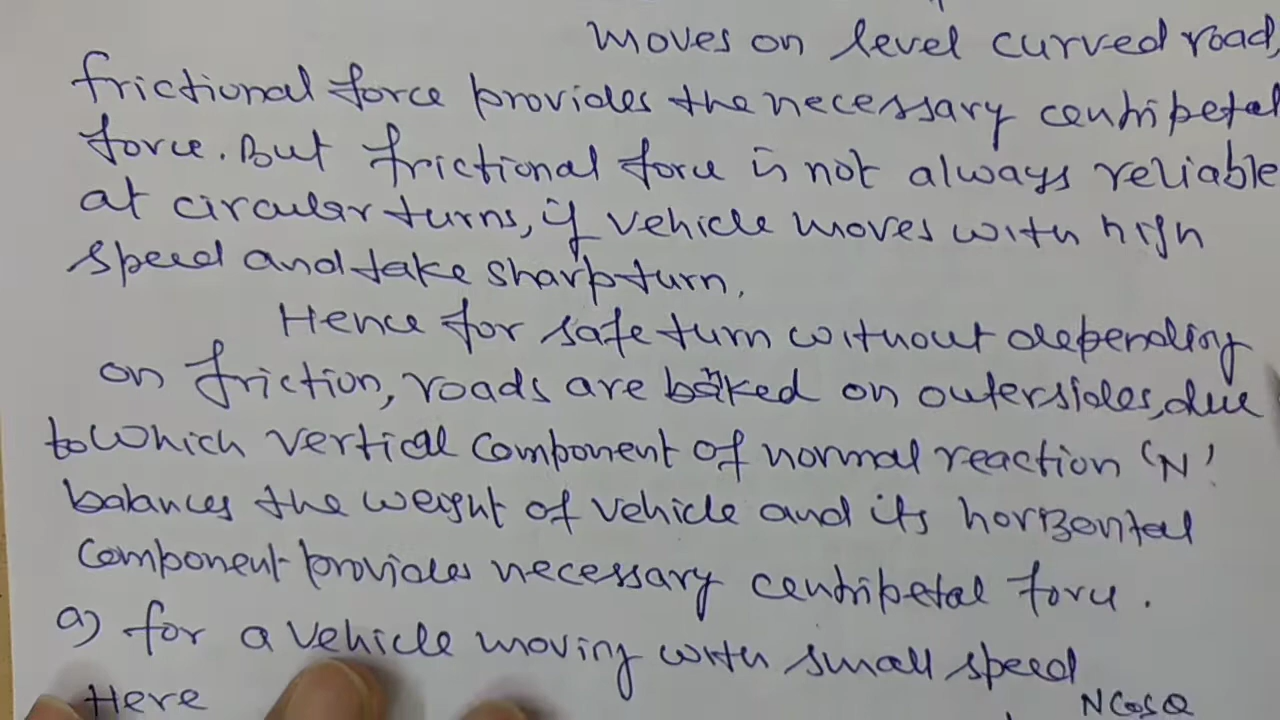 moves on level curved road,
frictional force provides the necessary centripetal
force. But frictional force is not always reliable
at circular turns, if vehicle moves with high
speed and take sharp turn.
Hence for safe turn without depending
on friction, roads are banked on outersides, due
to which vertical component of normal reaction 'N'
balances the weight of vehicle and its horizontal
component provides necessary centripetal force.
a) for a vehicle moving with small speed
Here
N Cos θ